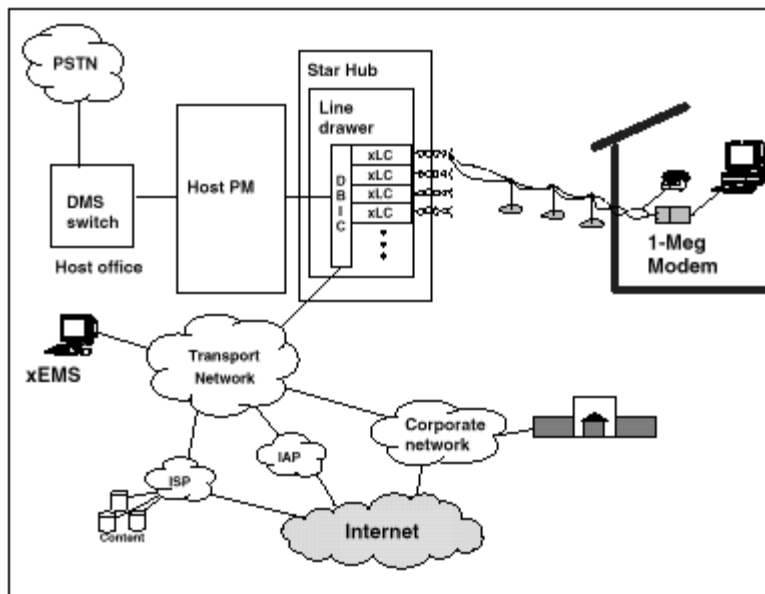 PSTN
Star Hub
Line
drawer
xLC
xLC
xLC
xLC
D
B
I
C
Host PM
DMS
switch
Host office
1-Meg
Modem
xEMS
Transport
Network
Corporate
network
IAP
ISP
Content
Internet